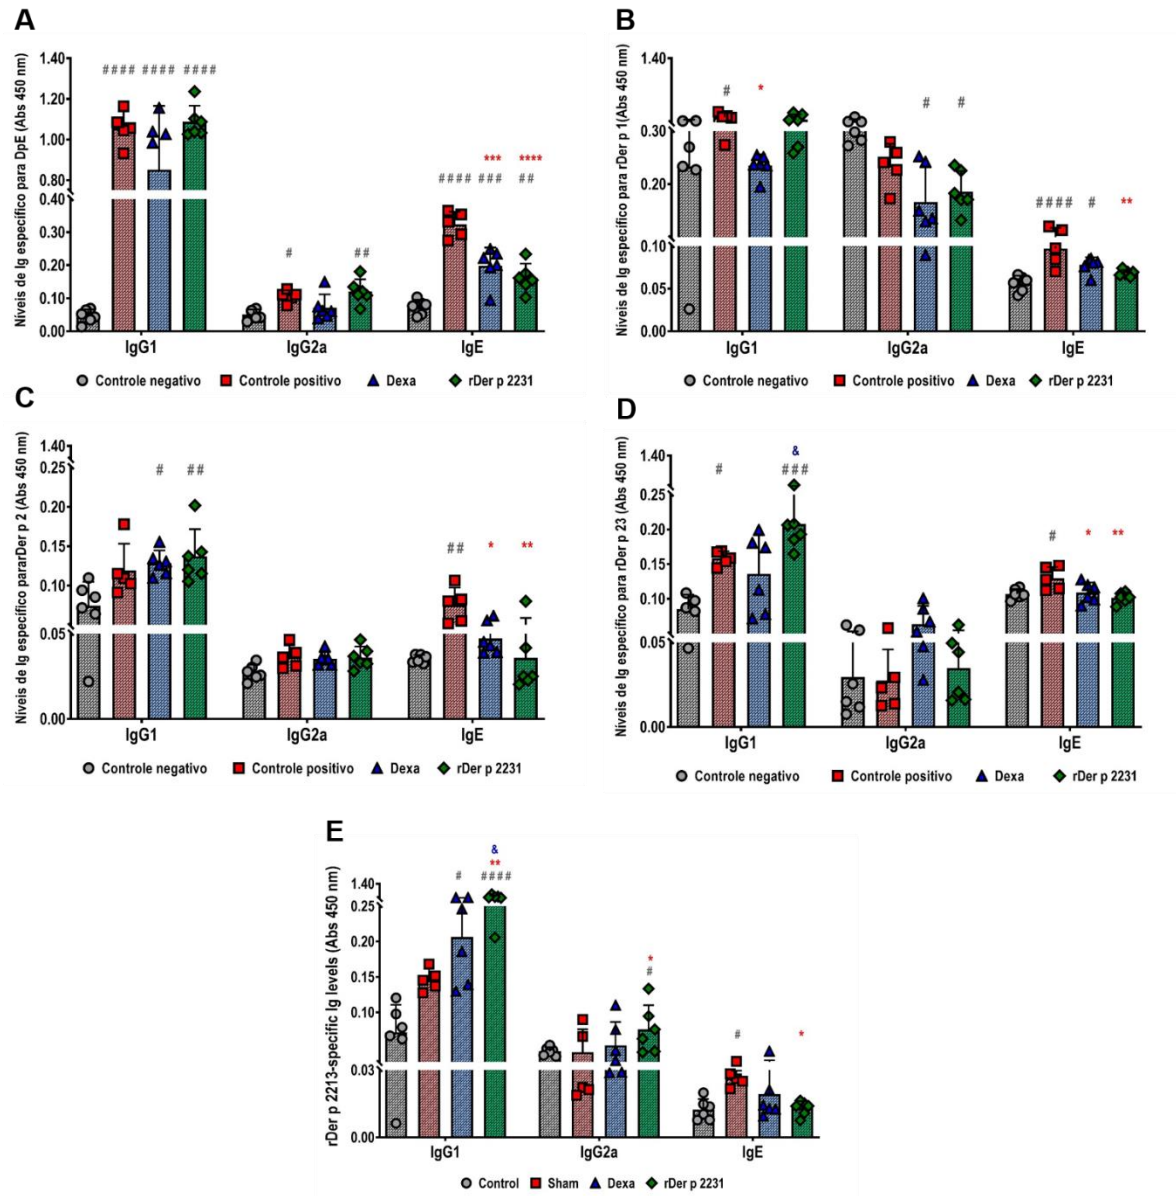 A
Níveis de Ig específico para DpE (Abs 450 nm)
1.40
1.20
1.00
0.80
0.40
0.30
0.20
0.10
0.00
#### #### ####
# ##
*** ****
#### ### ##
IgG1 IgG2a IgE
Controle negativo Controle positivo Dexa rDer p 2231
B
Níveis de Ig específico para rDer p 1(Abs 450 nm)
1.40
0.30
0.20
0.10
0.05
0.00
# *
# #
#### # **
IgG1 IgG2a IgE
Controle negativo Controle positivo Dexa rDer p 2231
C
Níveis de Ig específico pararDer p 2 (Abs 450 nm)
1.40
0.25
0.20
0.15
0.10
0.05
0.00
# ##
## * **
IgG1 IgG2a IgE
Controle negativo Controle positivo Dexa rDer p 2231
D
Níveis de Ig específico para rDer p 23 (Abs 450 nm)
1.40
0.25
0.20
0.15
0.10
0.05
0.00
&
# ###
# * **
IgG1 IgG2a IgE
Controle negativo Controle positivo Dexa rDer p 2231
E
rDer p 2213-specific Ig levels (Abs 450 nm)
1.40
0.25
0.20
0.15
0.10
0.03
0.00
&
**
# ####
*
#
# *
IgG1 IgG2a IgE
Control Sham Dexa rDer p 2231